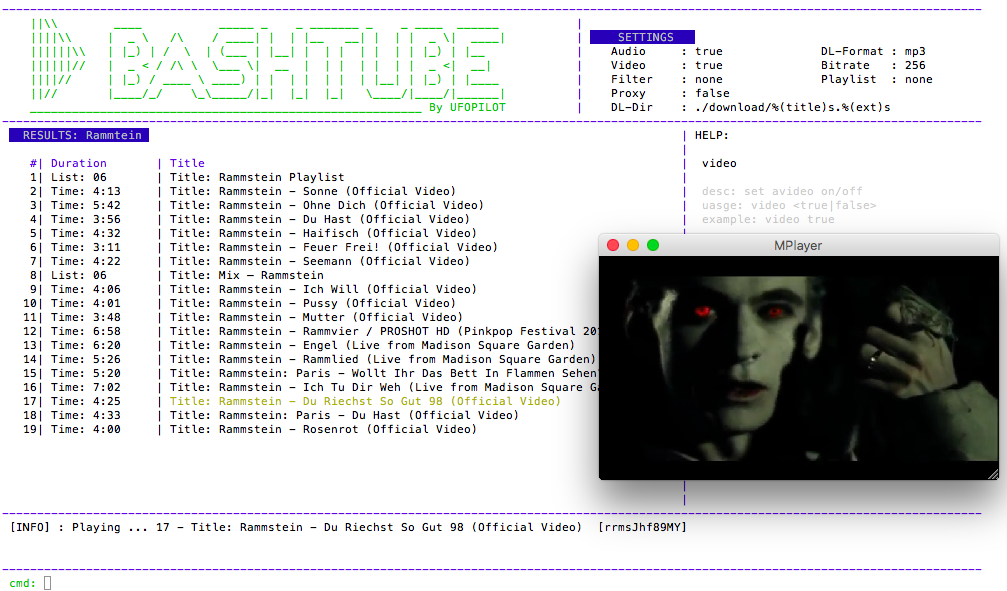 BASHTUBE
By UFOPILOT
SETTINGS
Audio : true DL-Format : mp3
Video : true Bitrate : 256
Filter : none Playlist : none
Proxy : false
DL-Dir : ./download/%(title)s.%(ext)s
RESULTS: Rammtein
HELP:
#| Duration | Title
video
1| List: 06 | Title: Rammstein Playlist
2| Time: 4:13 | Title: Rammstein - Sonne (Official Video)
desc: set avideo on/off
3| Time: 5:42 | Title: Rammstein - Ohne Dich (Official Video)
uasge: video <true|false>
4| Time: 3:56 | Title: Rammstein - Du Hast (Official Video)
example: video true
5| Time: 4:32 | Title: Rammstein - Haifisch (Official Video)
6| Time: 3:11 | Title: Rammstein - Feuer Frei! (Official Video)
MPlayer
7| Time: 4:22 | Title: Rammstein - Seemann (Official Video)
8| List: 06 | Title: Mix - Rammstein
9| Time: 4:06 | Title: Rammstein - Ich Will (Official Video)
10| Time: 4:01 | Title: Rammstein - Pussy (Official Video)
11| Time: 3:48 | Title: Rammstein - Mutter (Official Video)
12| Time: 6:58 | Title: Rammstein - Rammvier / PROSHOT HD (Pinkpop Festival 20
13| Time: 6:20 | Title: Rammstein - Engel (Live from Madison Square Garden)
14| Time: 5:26 | Title: Rammstein - Rammlied (Live from Madison Square Garden)
15| Time: 5:20 | Title: Rammstein: Paris - Wollt Ihr Das Bett In Flammen Sehen
16| Time: 7:02 | Title: Rammstein - Ich Tu Dir Weh (Live from Madison Square G
17| Time: 4:25 | Title: Rammstein - Du Riechst So Gut 98 (Official Video)
18| Time: 4:33 | Title: Rammstein: Paris - Du Hast (Official Video)
19| Time: 4:00 | Title: Rammstein - Rosenrot (Official Video)
[INFO] : Playing ... 17 - Title: Rammstein - Du Riechst So Gut 98 (Official Video) [rrmsJhf89MY]
cmd: